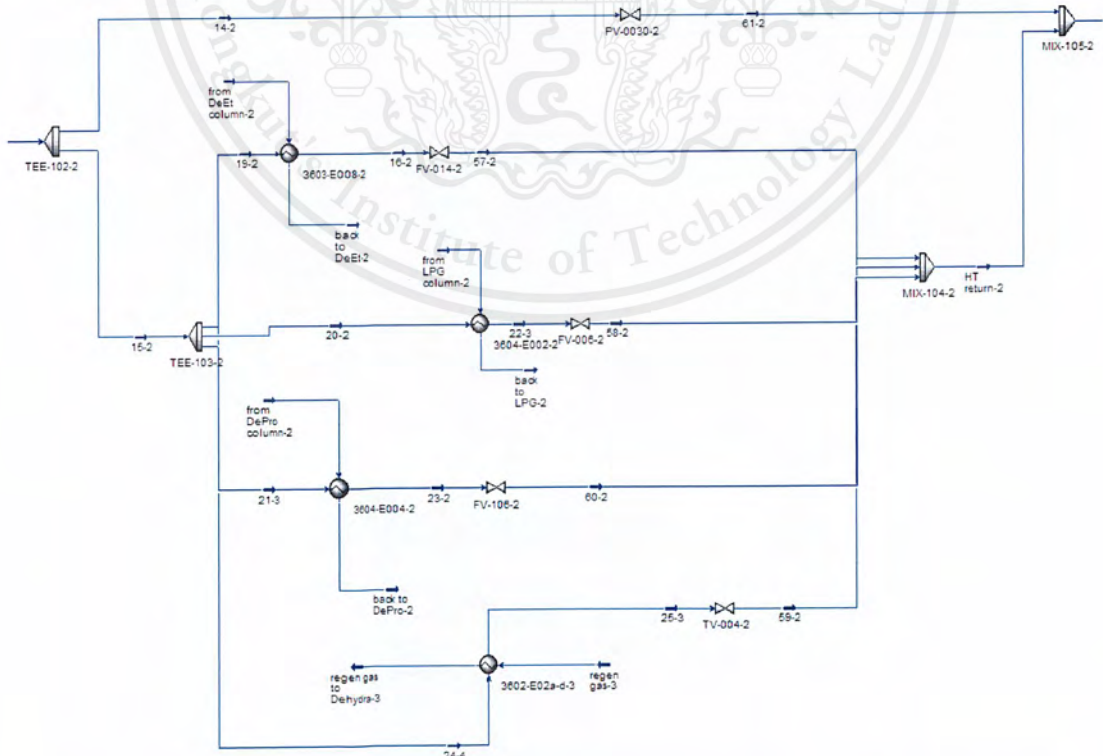 14-2
PV-0030-2
61-2
MIX-105-2
from
DeEt
column-2
TEE-102-2
19-2
3603-E008-2
16-2
FV-014-2
57-2
back
to
DeEt-2
from
LPG
column-2
Institute of Technology
MIX-104-2
HT
return-2
15-2
TEE-103-2
20-2
22-3
3604-E002-2
FV-006-2
58-2
back
to
LPG-2
from
DePro
column-2
21-3
3604-E004-2
23-2
FV-106-2
60-2
back to
DePro-2
25-3
TV-004-2
59-2
regen gas
to
Dehydra-3
3602-E02a-d-3
regen
gas-3